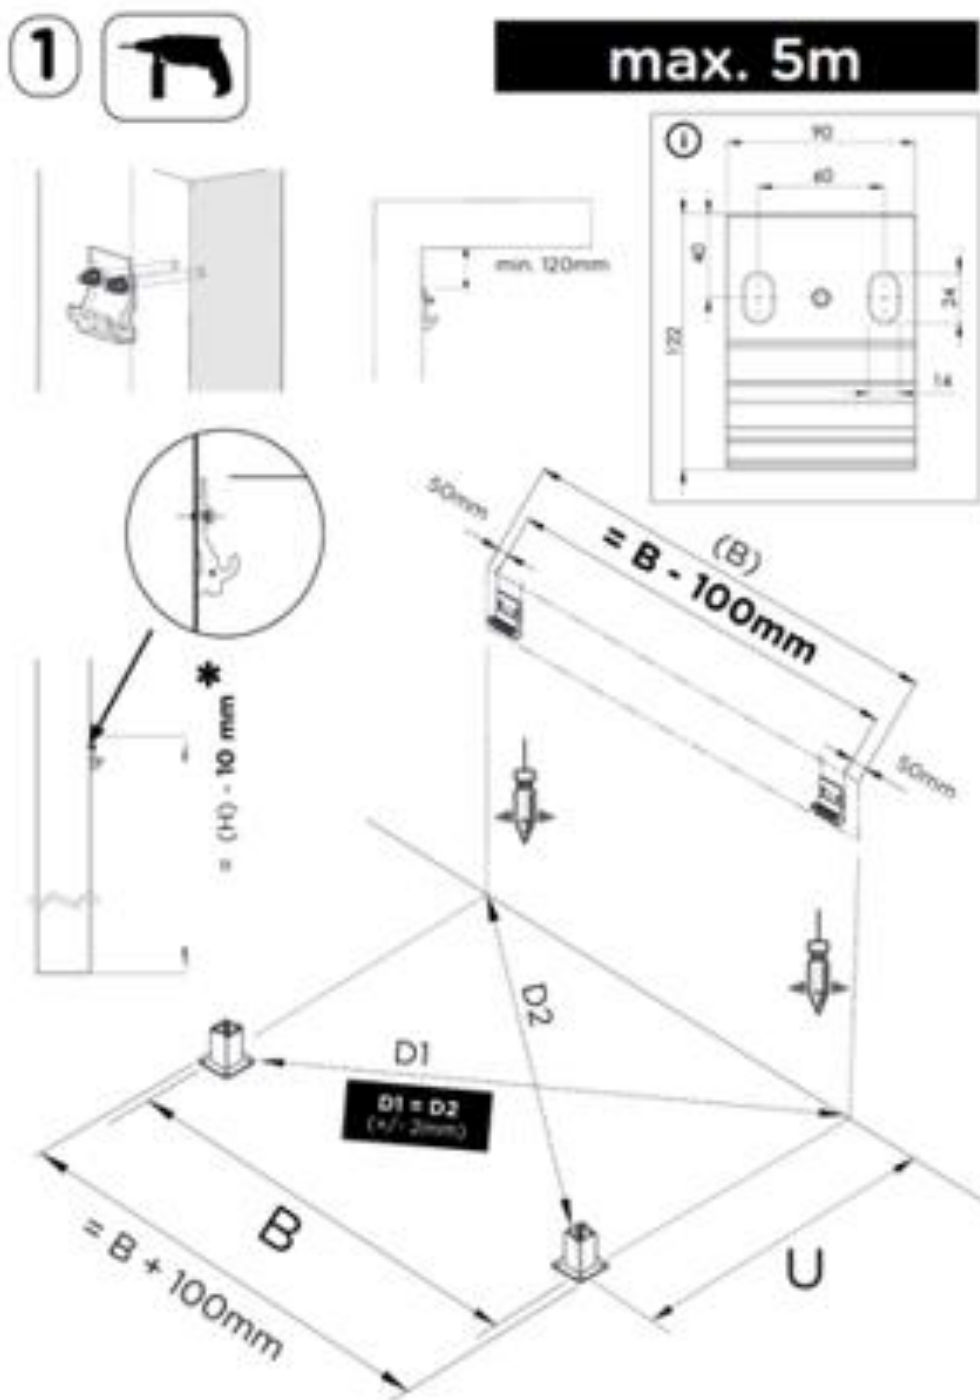 1
max. 5m
i
90
60
40
24
122
14
min. 120mm
50mm
(B)
= B - 100mm
50mm
*
= (H) - 10 mm
D2
D1
D1 = D2
(+/- 2mm)
B
= B + 100mm
U